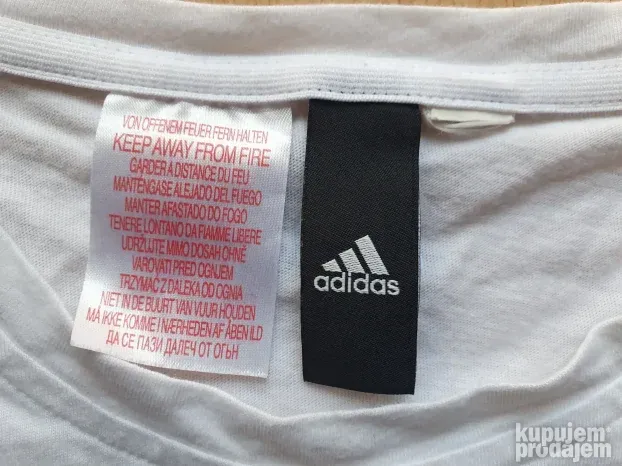 VON OFFENEM FEUER FERN HALTEN
KEEP AWAY FROM FIRE
GARDER À DISTANCE DU FEU
MANTÉNGASE ALEJADO DEL FUEGO
MANTER AFASTADO DO FOGO
TENERE LONTANO DA FIAMME LIBERE
UDRŽUJTE MIMO DOSAH OHNĚ
VAROVATI PRED OGNJEM
TRZYMAĆ Z DALEKA OD OGNIA
NIET IN DE BUURT VAN VUUR HOUDEN
MÅ IKKE KOMME I NÆRHEDEN AF ÅBEN ILD
ДА СЕ ПАЗИ ДАЛЕЧ ОТ ОГЪН
adidas
kupujem
prodajem